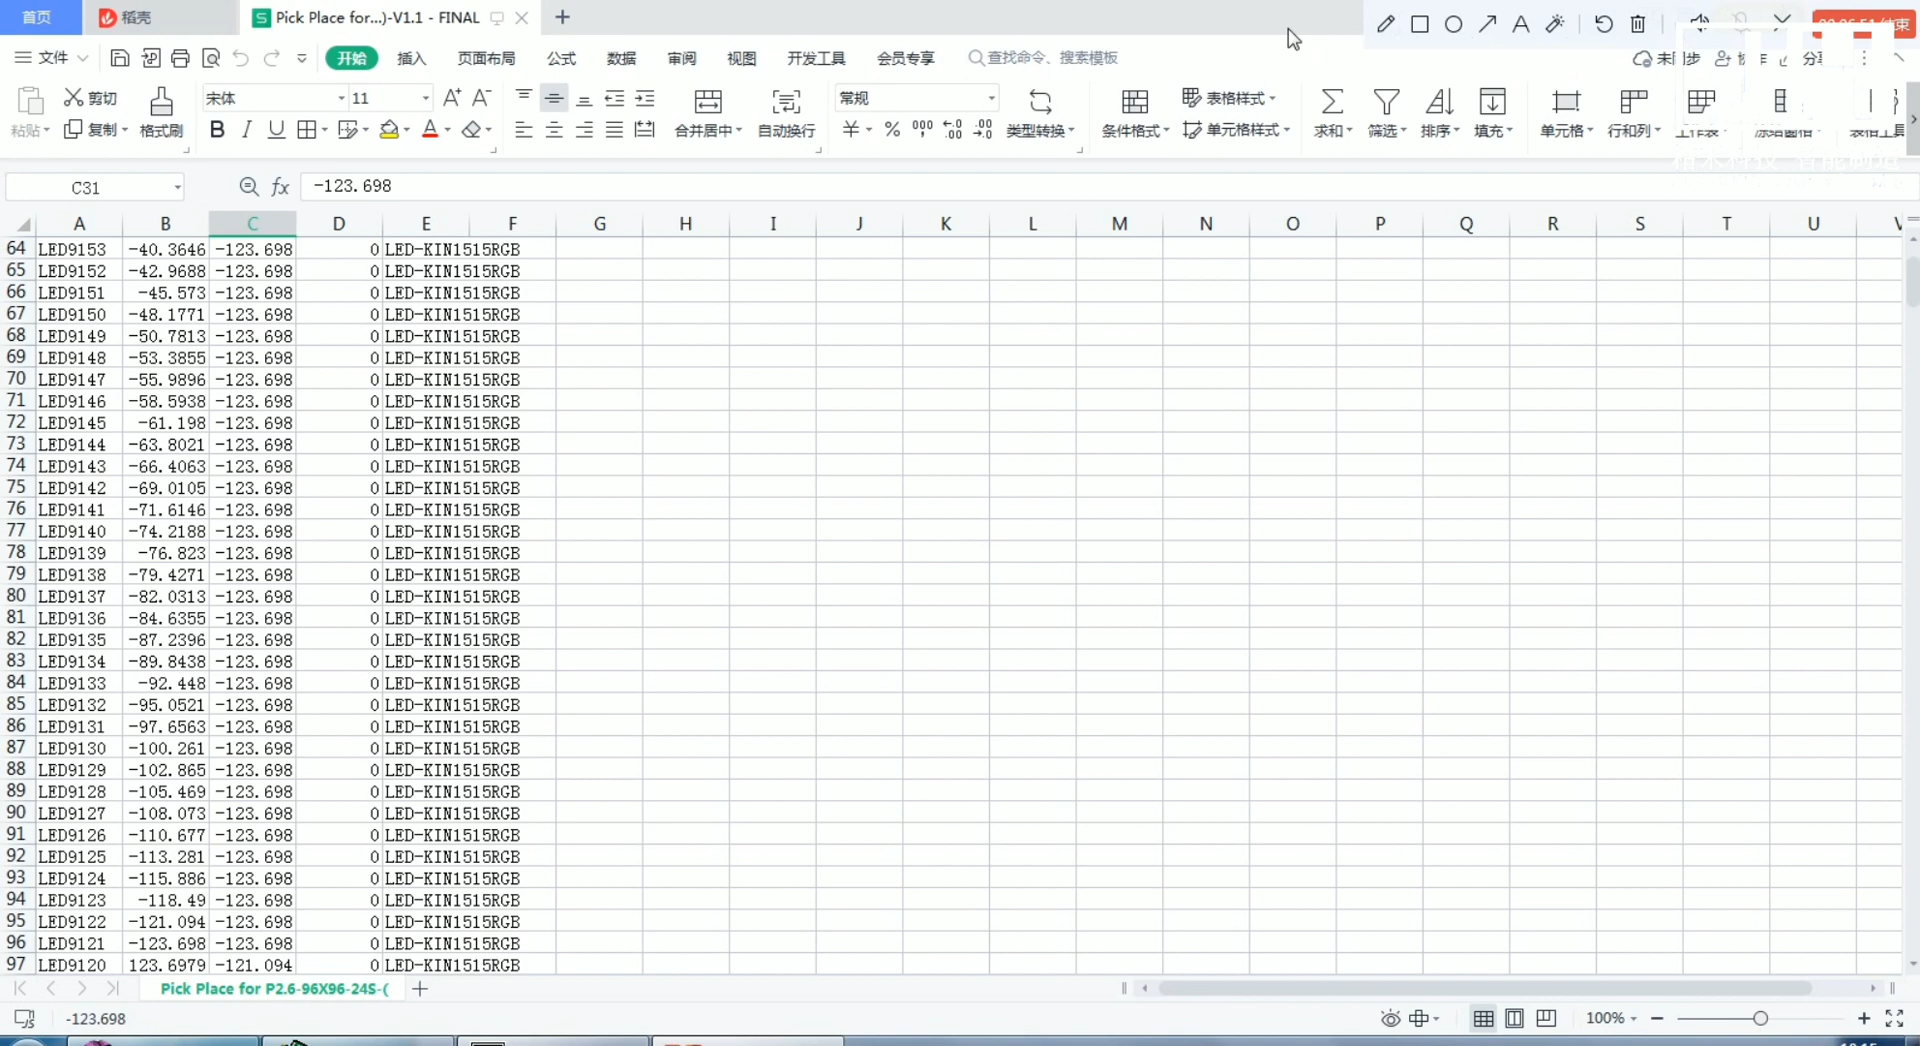 首页 稻壳 Pick Place for...)-V1.1 - FINAL
文件 开始 插入 页面布局 公式 数据 审阅 视图 开发工具 会员专享 查找命令、搜索模板 未同步
剪切 宋体 11 常规 表格样式
粘贴 复制 格式刷 合并居中 自动换行 类型转换 条件格式 单元格样式 求和 筛选 排序 填充 单元格 行和列
C31 fx -123.698
A B C D E F G H I J K L M N O P Q R S T U
64 LED9153 -40.3646 -123.698 0 LED-KIN1515RGB
65 LED9152 -42.9688 -123.698 0 LED-KIN1515RGB
66 LED9151 -45.573 -123.698 0 LED-KIN1515RGB
67 LED9150 -48.1771 -123.698 0 LED-KIN1515RGB
68 LED9149 -50.7813 -123.698 0 LED-KIN1515RGB
69 LED9148 -53.3855 -123.698 0 LED-KIN1515RGB
70 LED9147 -55.9896 -123.698 0 LED-KIN1515RGB
71 LED9146 -58.5938 -123.698 0 LED-KIN1515RGB
72 LED9145 -61.198 -123.698 0 LED-KIN1515RGB
73 LED9144 -63.8021 -123.698 0 LED-KIN1515RGB
74 LED9143 -66.4063 -123.698 0 LED-KIN1515RGB
75 LED9142 -69.0105 -123.698 0 LED-KIN1515RGB
76 LED9141 -71.6146 -123.698 0 LED-KIN1515RGB
77 LED9140 -74.2188 -123.698 0 LED-KIN1515RGB
78 LED9139 -76.823 -123.698 0 LED-KIN1515RGB
79 LED9138 -79.4271 -123.698 0 LED-KIN1515RGB
80 LED9137 -82.0313 -123.698 0 LED-KIN1515RGB
81 LED9136 -84.6355 -123.698 0 LED-KIN1515RGB
82 LED9135 -87.2396 -123.698 0 LED-KIN1515RGB
83 LED9134 -89.8438 -123.698 0 LED-KIN1515RGB
84 LED9133 -92.448 -123.698 0 LED-KIN1515RGB
85 LED9132 -95.0521 -123.698 0 LED-KIN1515RGB
86 LED9131 -97.6563 -123.698 0 LED-KIN1515RGB
87 LED9130 -100.261 -123.698 0 LED-KIN1515RGB
88 LED9129 -102.865 -123.698 0 LED-KIN1515RGB
89 LED9128 -105.469 -123.698 0 LED-KIN1515RGB
90 LED9127 -108.073 -123.698 0 LED-KIN1515RGB
91 LED9126 -110.677 -123.698 0 LED-KIN1515RGB
92 LED9125 -113.281 -123.698 0 LED-KIN1515RGB
93 LED9124 -115.886 -123.698 0 LED-KIN1515RGB
94 LED9123 -118.49 -123.698 0 LED-KIN1515RGB
95 LED9122 -121.094 -123.698 0 LED-KIN1515RGB
96 LED9121 -123.698 -123.698 0 LED-KIN1515RGB
97 LED9120 123.6979 -121.094 0 LED-KIN1515RGB
Pick Place for P2.6-96X96-24S-(
-123.698 100%